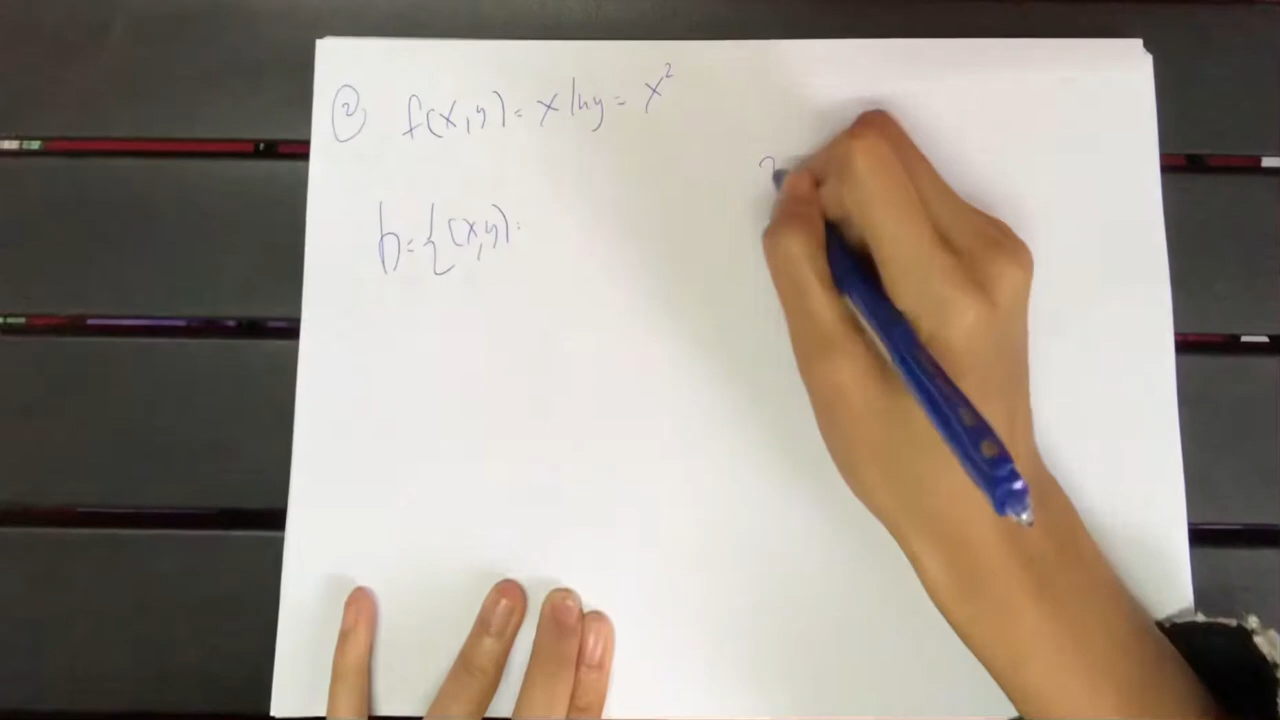 ② f(x,y) = x ln y = x²
D = {(x,y):